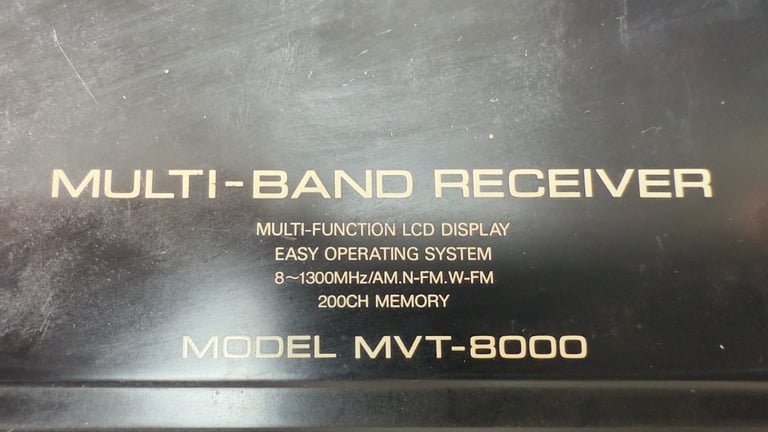 MULTI-BAND RECEIVER
MULTI-FUNCTION LCD DISPLAY
EASY OPERATING SYSTEM
8~1300MHz/AM.N-FM.W-FM
200CH MEMORY
MODEL MVT-8000